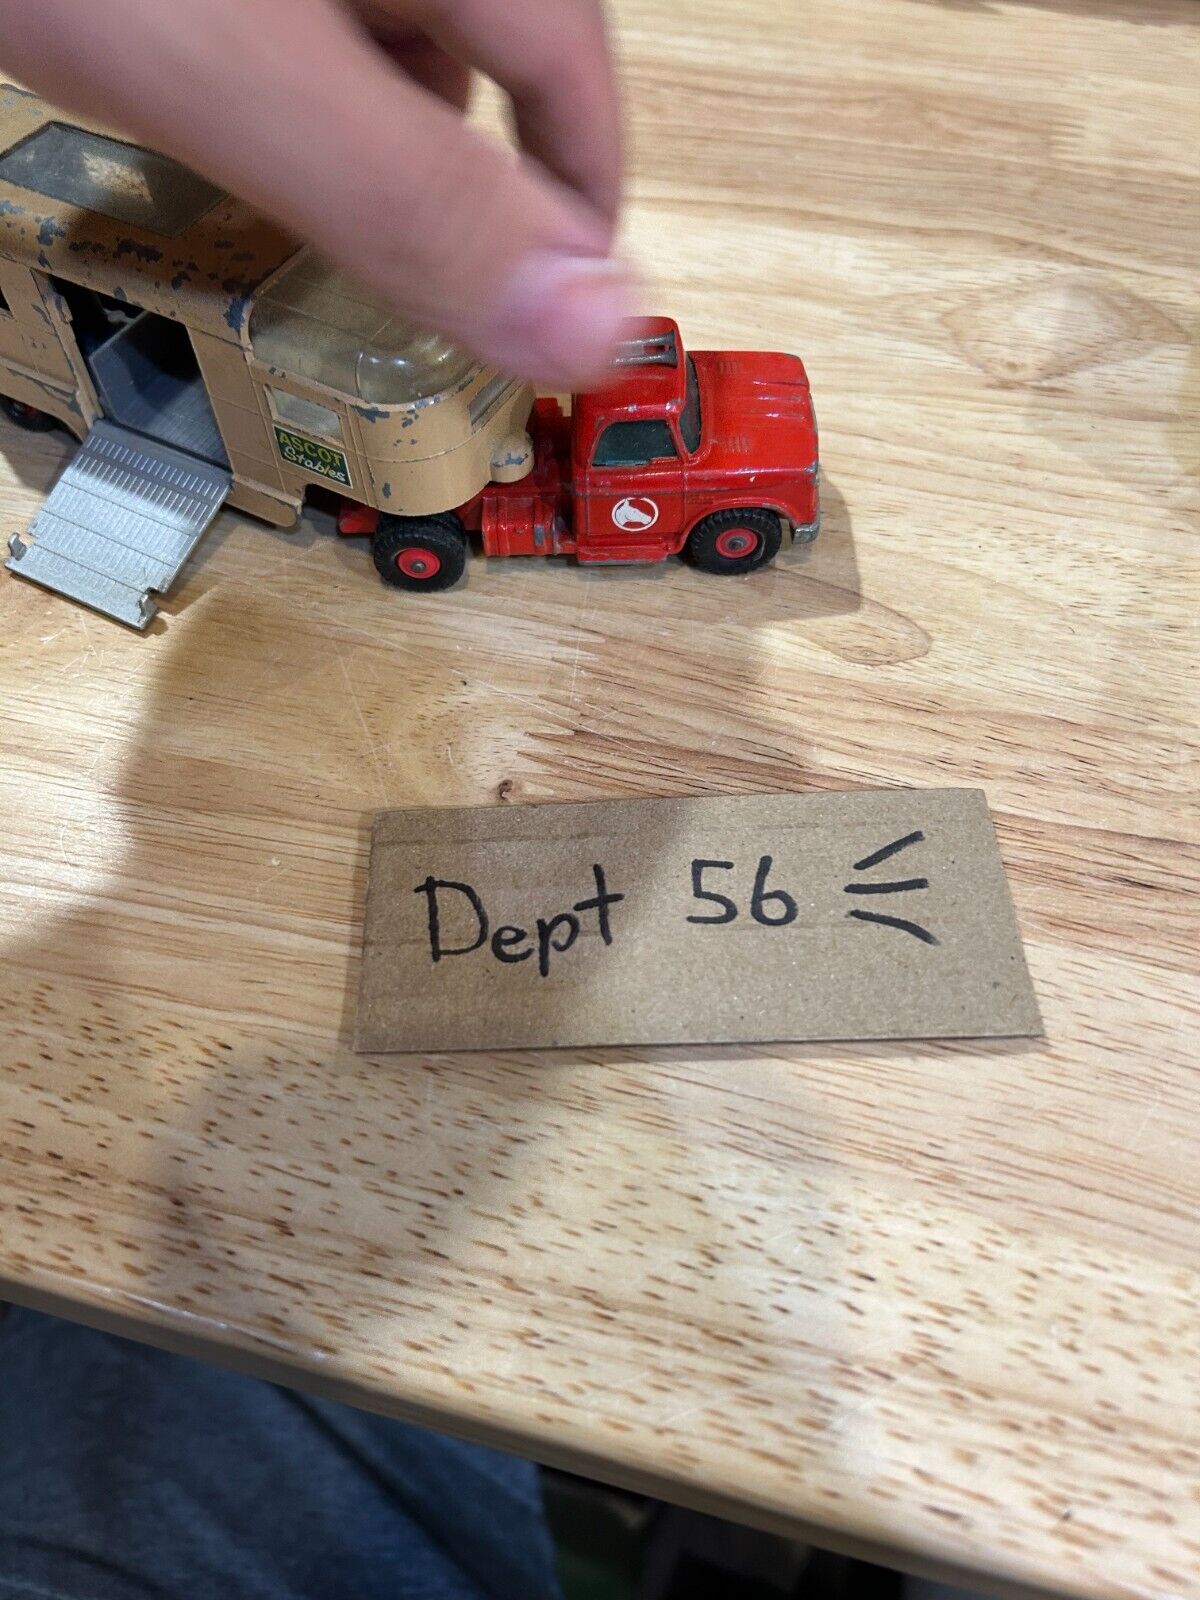 ASCOT
Stables
Dept 56